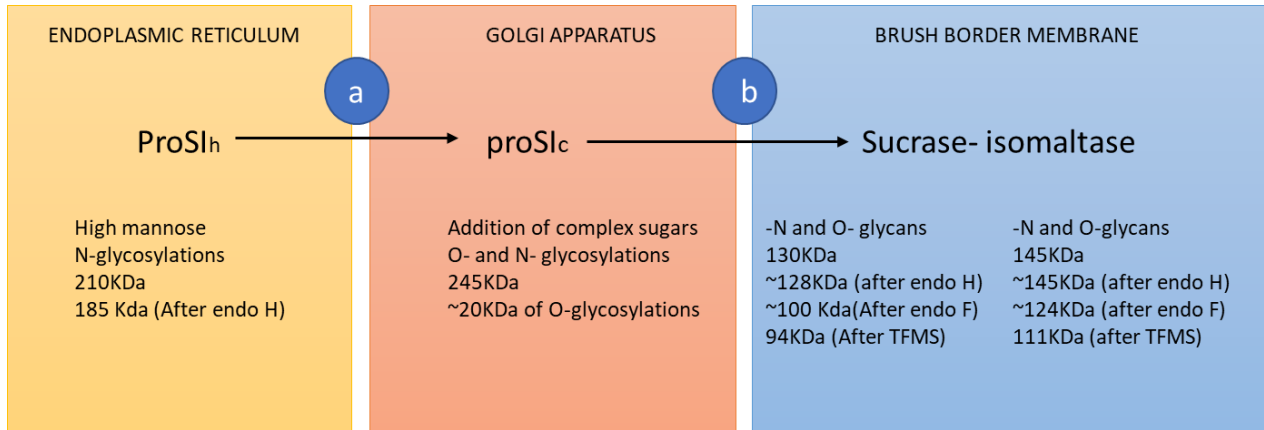 ENDOPLASMIC RETICULUM
GOLGI APPARATUS
BRUSH BORDER MEMBRANE
a
b
ProSIh
proSIc
Sucrase- isomaltase
High mannose
N-glycosylations
210KDa
185 Kda (After endo H)
Addition of complex sugars
O- and N- glycosylations
245KDa
~20KDa of O-glycosylations
-N and O- glycans
130KDa
~128KDa (after endo H)
~100 Kda(After endo F)
94KDa (After TFMS)
-N and O-glycans
145KDa
~145KDa (after endo H)
~124KDa (after endo F)
111KDa (after TFMS)